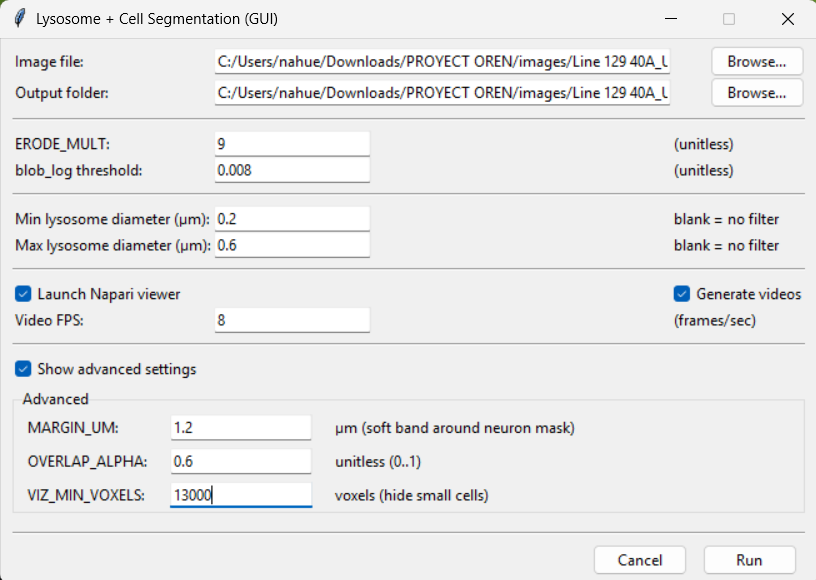 Lysosome + Cell Segmentation (GUI)
Image file: C:/Users/nahue/Downloads/PROYECT OREN/images/Line 129 40A_U Browse...
Output folder: C:/Users/nahue/Downloads/PROYECT OREN/images/Line 129 40A_U Browse...
ERODE_MULT: 9 (unitless)
blob_log threshold: 0.008 (unitless)
Min lysosome diameter (µm): 0.2 blank = no filter
Max lysosome diameter (µm): 0.6 blank = no filter
Launch Napari viewer Generate videos
Video FPS: 8 (frames/sec)
Show advanced settings
Advanced
MARGIN_UM: 1.2 µm (soft band around neuron mask)
OVERLAP_ALPHA: 0.6 unitless (0..1)
VIZ_MIN_VOXELS: 13000 voxels (hide small cells)
Cancel Run